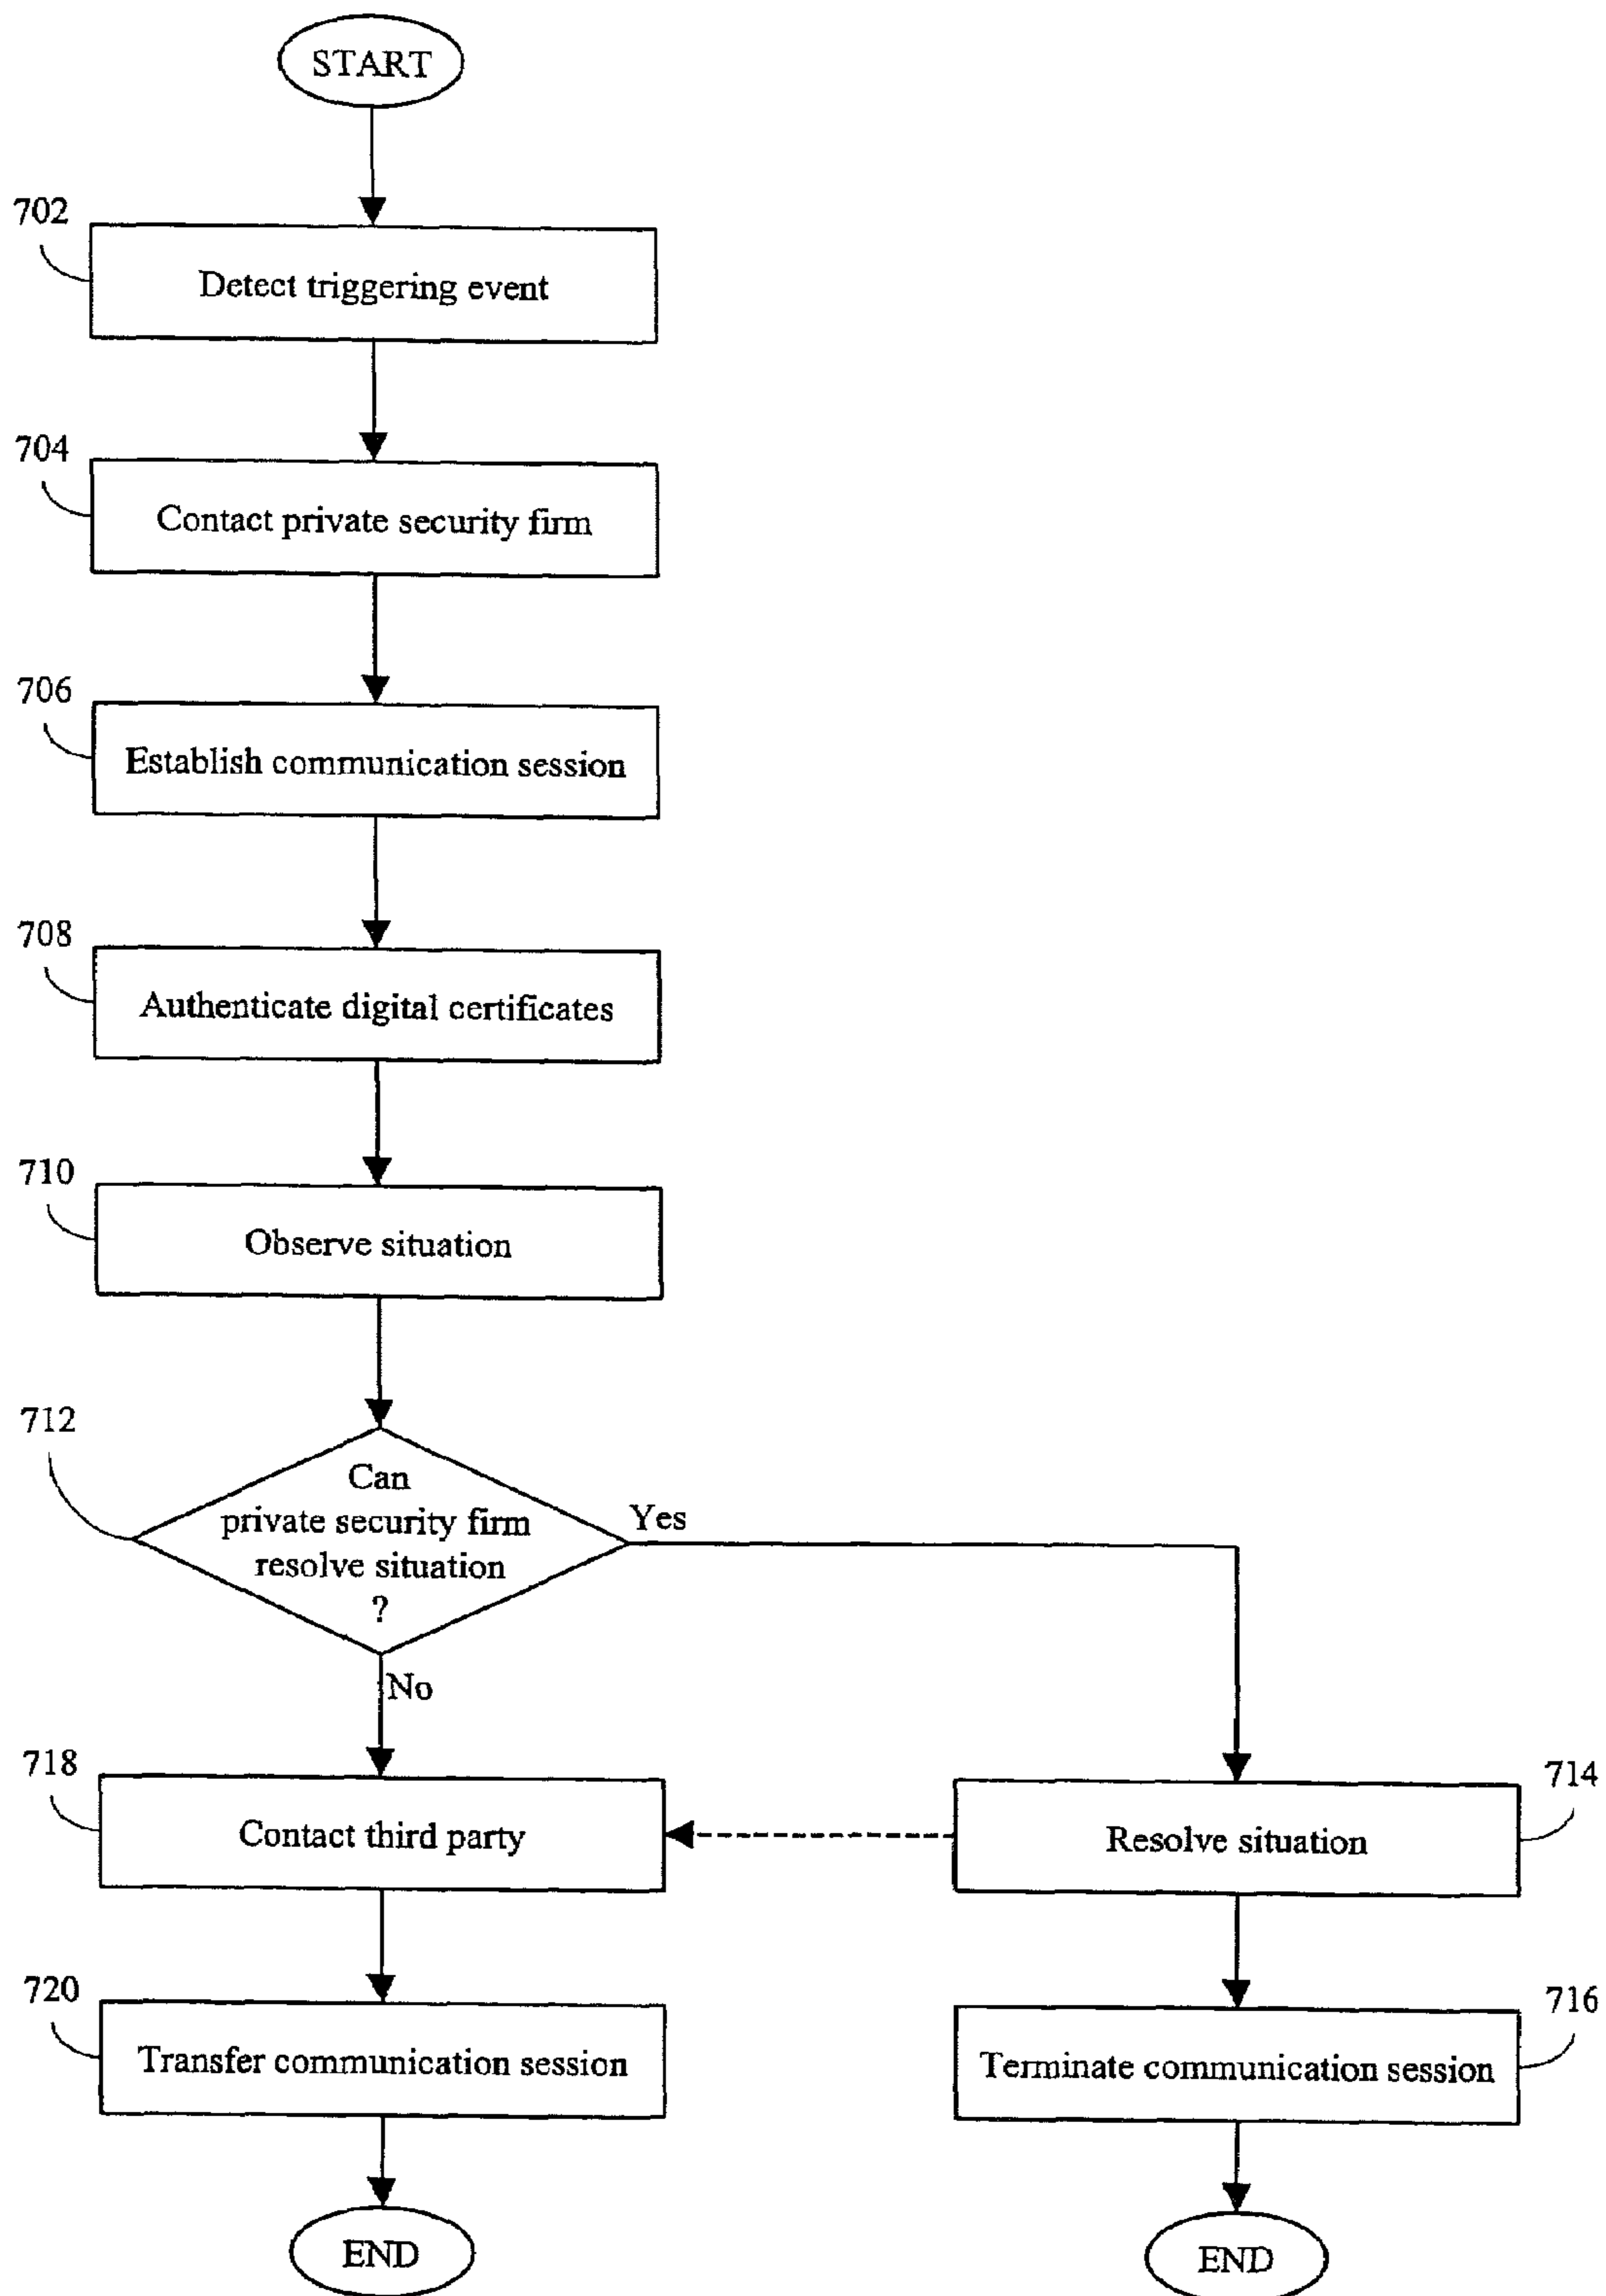 START
702
Detect triggering event
704
Contact private security firm
706
Establish communication session
708
Authenticate digital certificates
710
Observe situation
712
Can
private security firm
resolve situation
?
Yes
No
718
Contact third party
714
Resolve situation
720
Transfer communication session
716
Terminate communication session
END
END